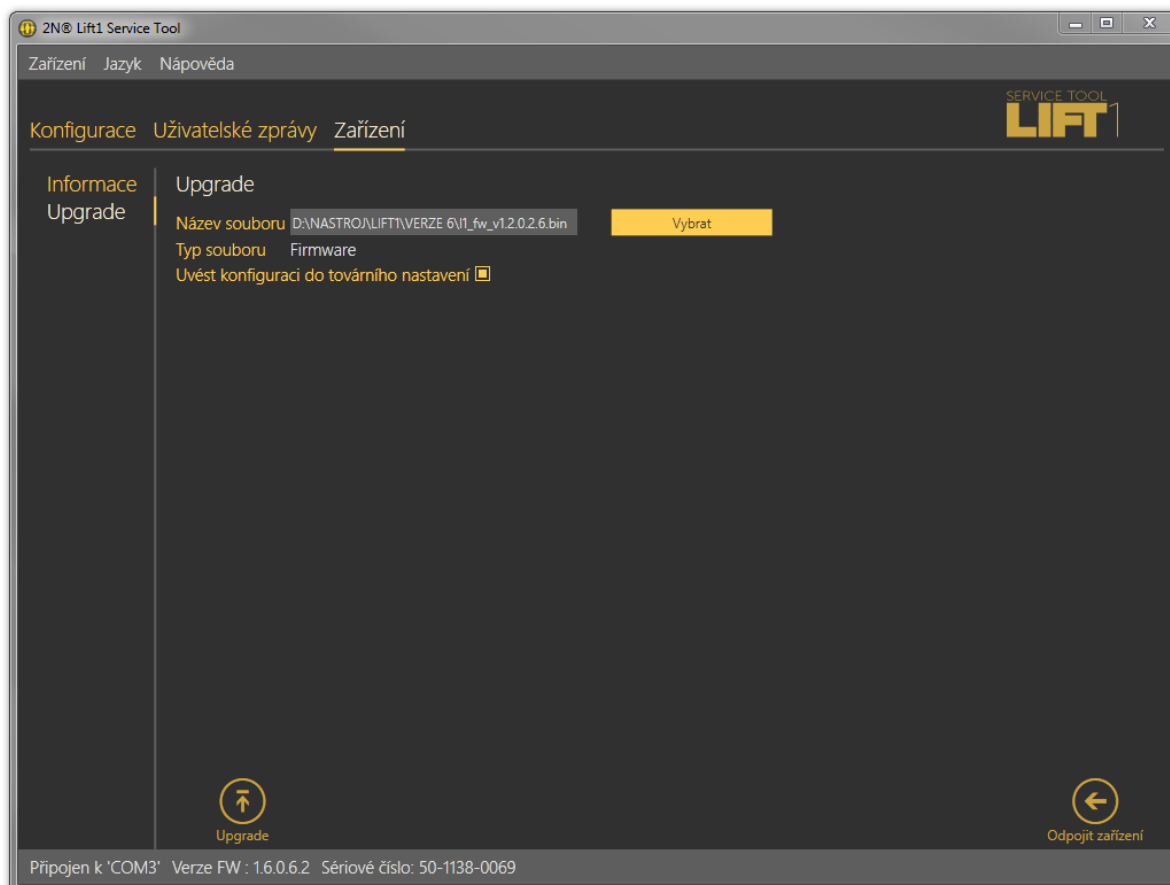 2N® Lift1 Service Tool
Zařízení Jazyk Nápověda
SERVICE TOOL
LIFT1
Konfigurace Uživatelské zprávy Zařízení
Informace
Upgrade
Upgrade
Název souboru D:\NASTROJ\LIFT1\VERZE 6\l1_fw_v1.2.0.2.6.bin Vybrat
Typ souboru Firmware
Uvést konfiguraci do továrního nastavení
Upgrade
Odpojit zařízení
Připojen k 'COM3' Verze FW : 1.6.0.6.2 Sériové číslo: 50-1138-0069